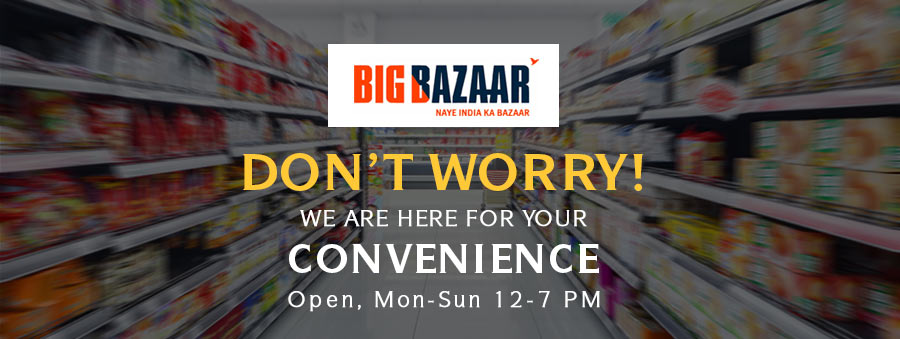 BIG BAZAAR
NAYE INDIA KA BAZAAR
DON'T WORRY!
WE ARE HERE FOR YOUR
CONVENIENCE
Open, Mon-Sun 12-7 PM